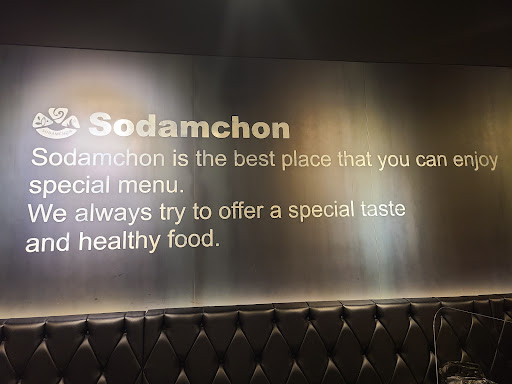 Sodamchon
Sodamchon is the best place that you can enjoy
special menu.
We always try to offer a special taste
and healthy food.